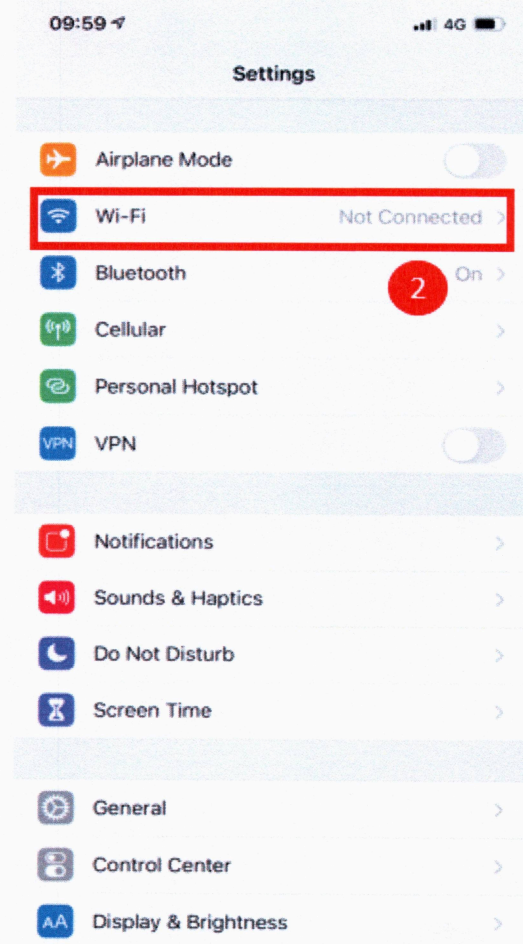 09:59 4G
Settings
Airplane Mode
Wi-Fi Not Connected
2
Bluetooth On
Cellular
Personal Hotspot
VPN VPN
Notifications
Sounds & Haptics
Do Not Disturb
Screen Time
General
Control Center
AA Display & Brightness